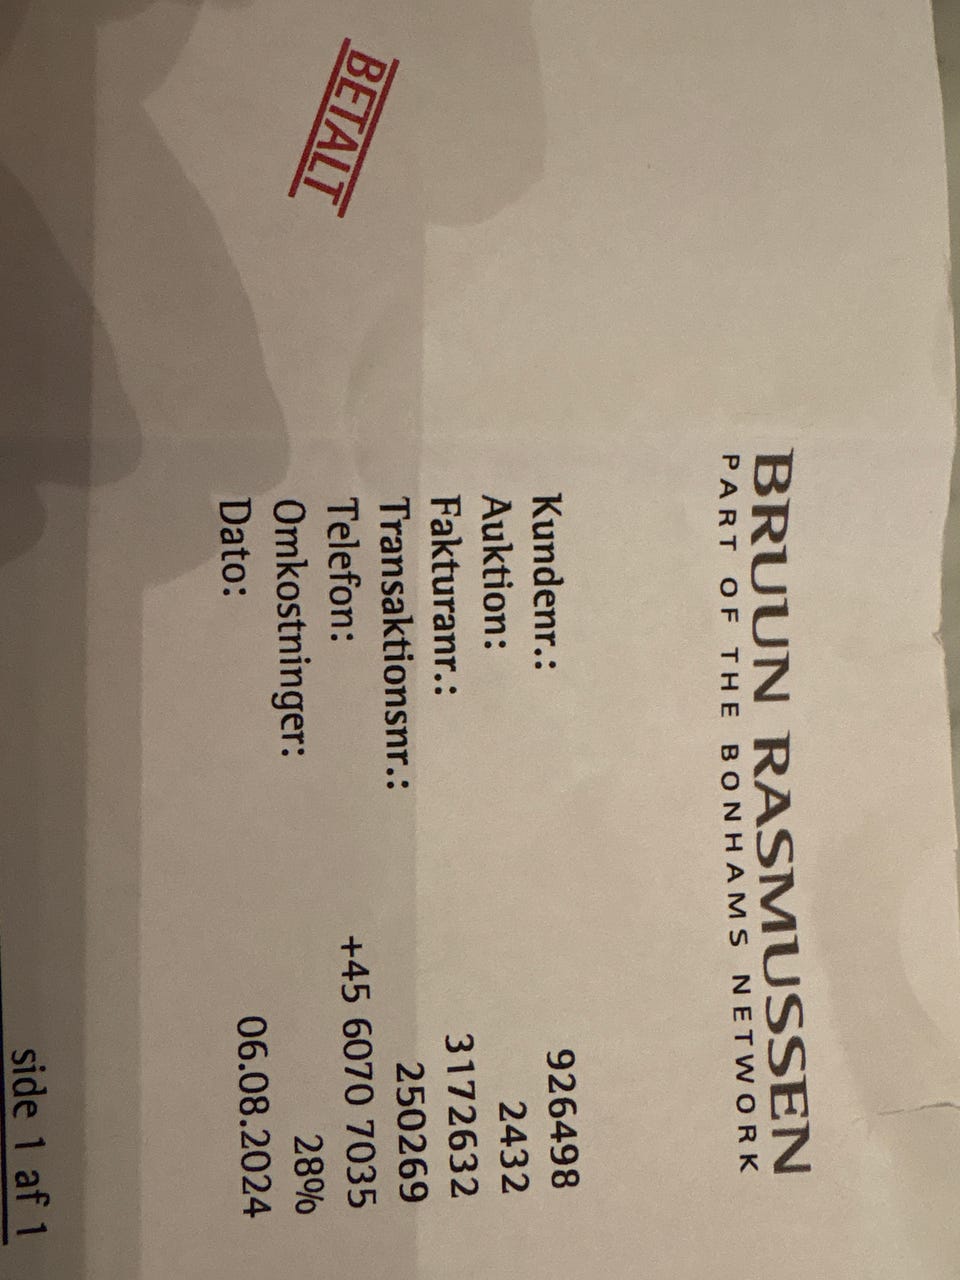 BRUUN RASMUSSEN
PART OF THE BONHAMS NETWORK
Kundenr.: 926498
Auktion: 2432
Fakturanr.: 3172632
Transaktionsnr.: 250269
Telefon: +45 6070 7035
Omkostninger: 28%
Dato: 06.08.2024
BETALT
side 1 af 1